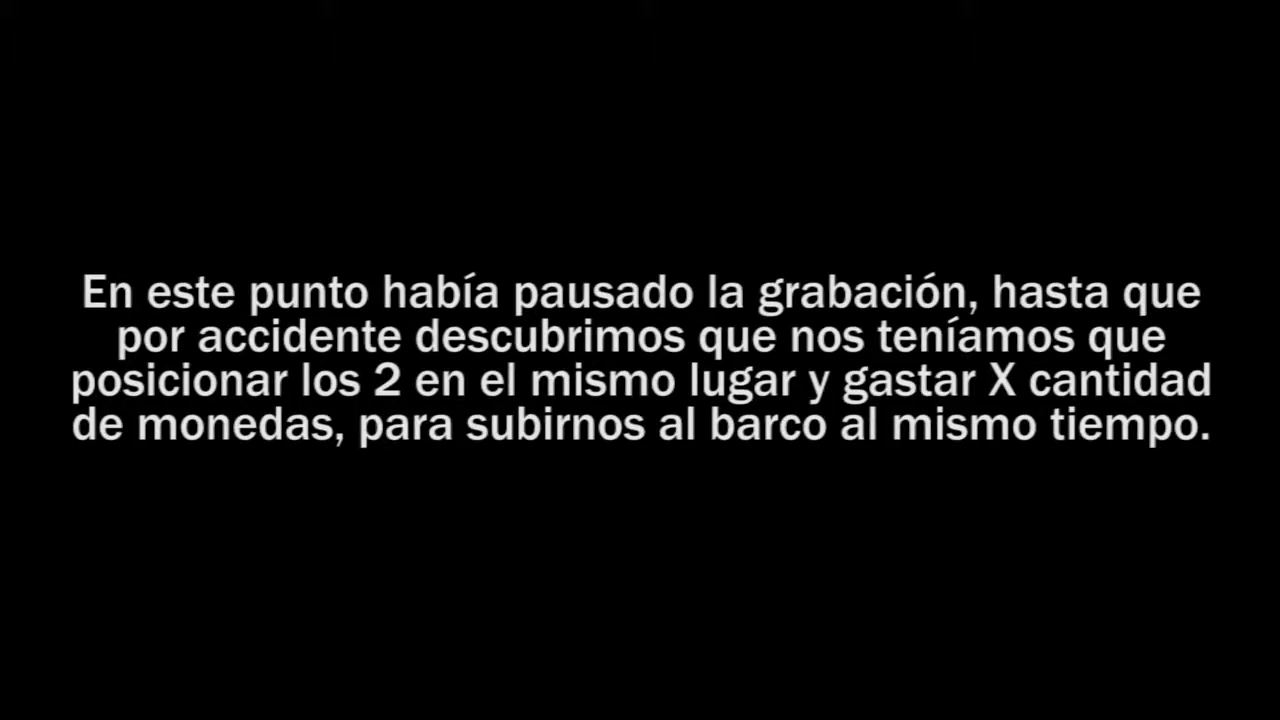 En este punto había pausado la grabación, hasta que
por accidente descubrimos que nos teníamos que
posicionar los 2 en el mismo lugar y gastar X cantidad
de monedas, para subirnos al barco al mismo tiempo.